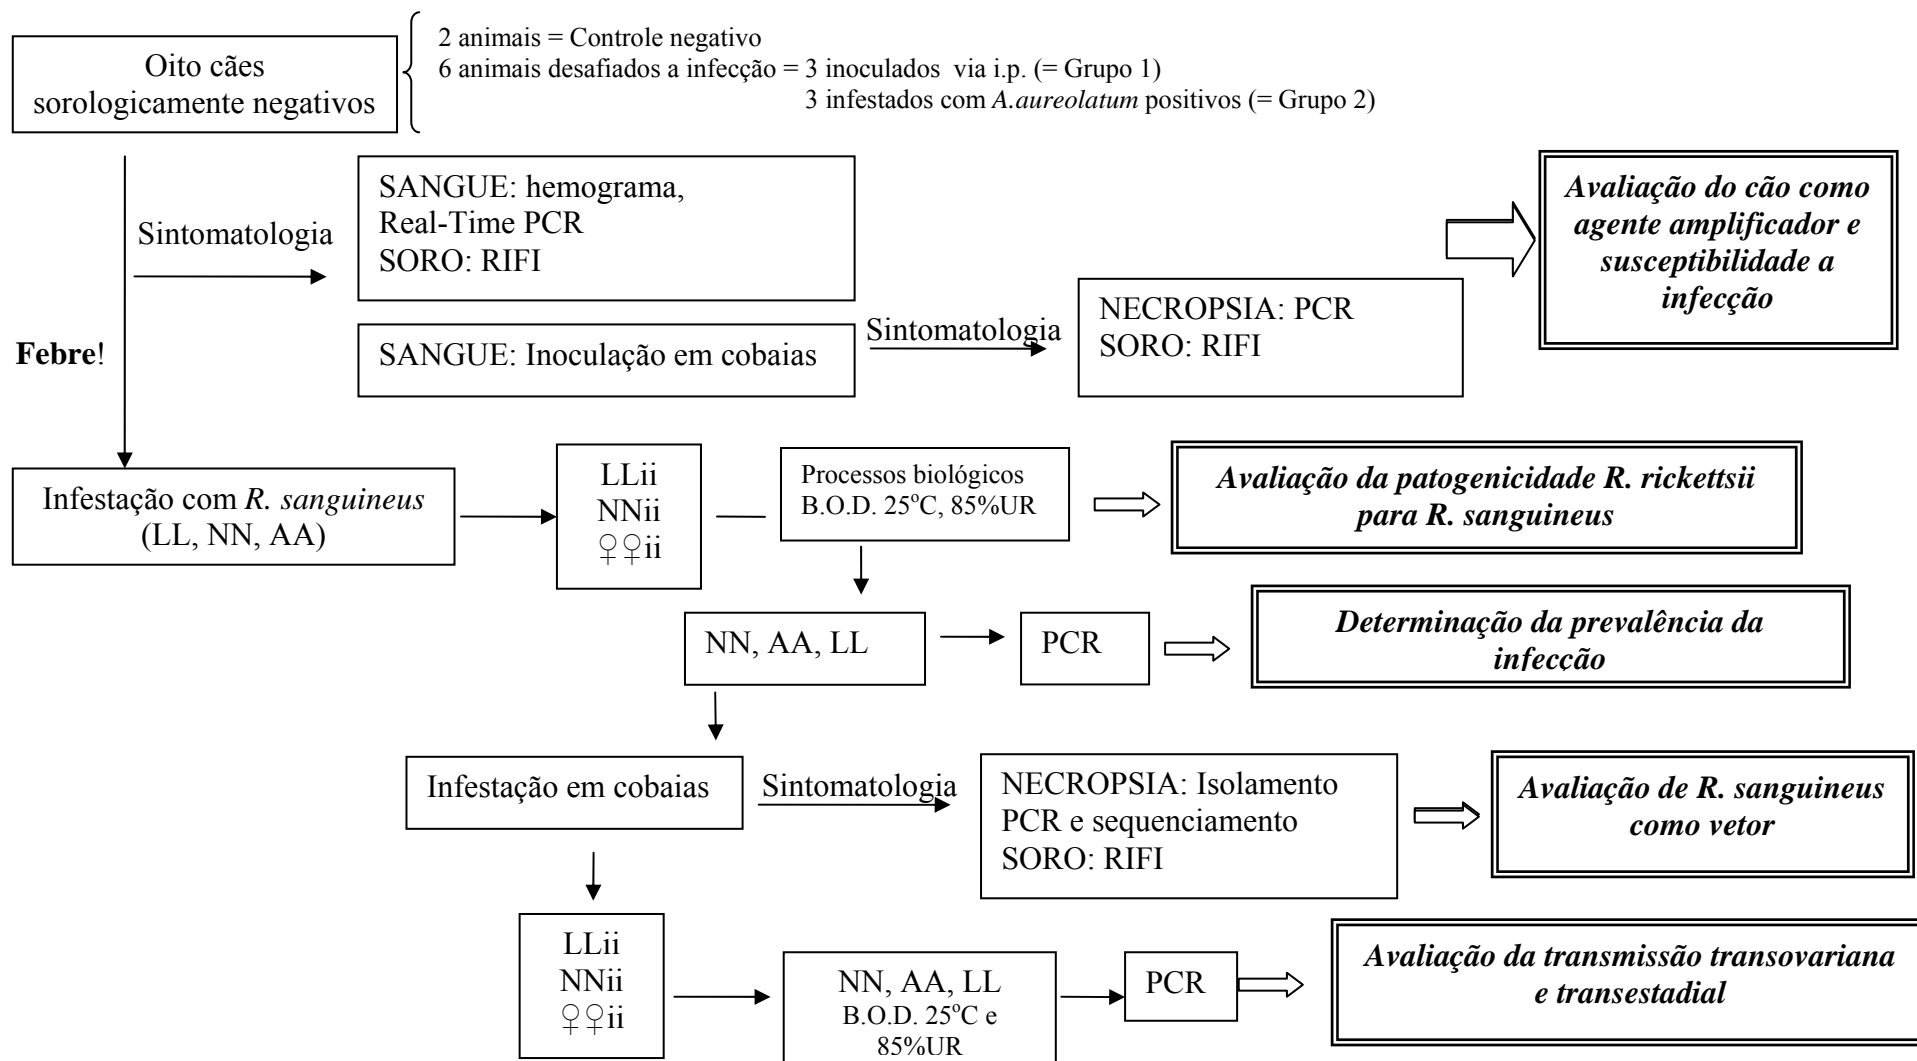 Oito cães
sorologicamente negativos
2 animais = Controle negativo
6 animais desafiados a infecção = 3 inoculados via i.p. (= Grupo 1)
3 infestados com A.aureolatum positivos (= Grupo 2)
Sintomatologia
SANGUE: hemograma,
Real-Time PCR
SORO: RIFI
SANGUE: Inoculação em cobaias
Sintomatologia
NECROPSIA: PCR
SORO: RIFI
Avaliação do cão como
agente amplificador e
susceptibilidade a
infecção
Febre!
Infestação com R. sanguineus
(LL, NN, AA)
LLii
NNii
♀♀ii
Processos biológicos
B.O.D. 25°C, 85%UR
Avaliação da patogenicidade R. rickettsii
para R. sanguineus
NN, AA, LL
PCR
Determinação da prevalência da
infecção
Infestação em cobaias
Sintomatologia
NECROPSIA: Isolamento
PCR e sequenciamento
SORO: RIFI
Avaliação de R. sanguineus
como vetor
LLii
NNii
♀♀ii
NN, AA, LL
B.O.D. 25°C e
85%UR
PCR
Avaliação da transmissão transovariana
e transestadial